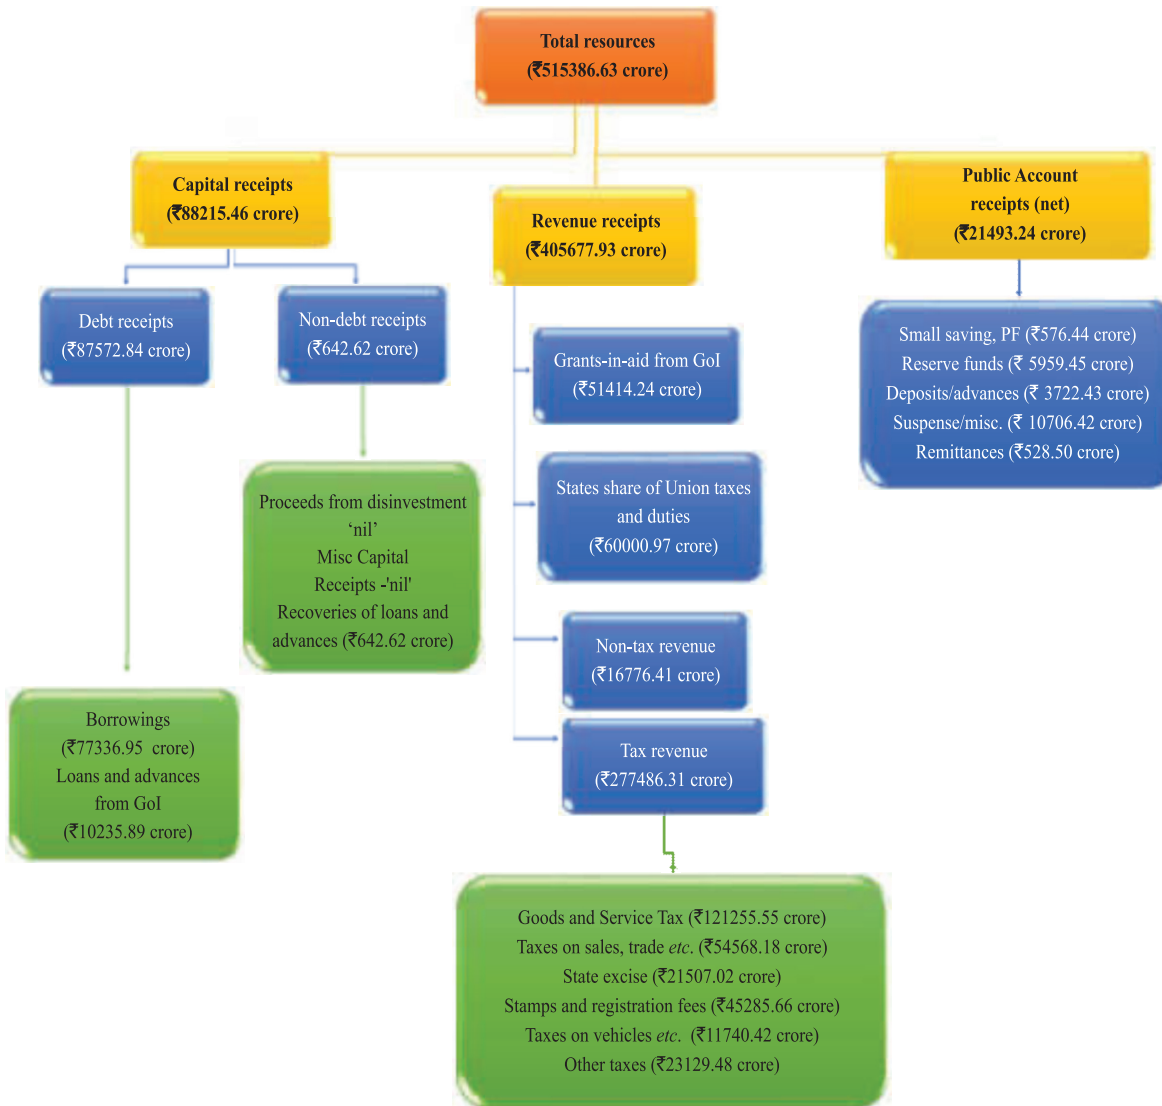 Total resources
(₹515386.63 crore)
Capital receipts
(₹88215.46 crore)
Revenue receipts
(₹405677.93 crore)
Public Account
receipts (net)
(₹21493.24 crore)
Debt receipts
(₹87572.84 crore)
Non-debt receipts
(₹642.62 crore)
Grants-in-aid from GoI
(₹51414.24 crore)
Small saving, PF (₹576.44 crore)
Reserve funds (₹ 5959.45 crore)
Deposits/advances (₹ 3722.43 crore)
Suspense/misc. (₹ 10706.42 crore)
Remittances (₹528.50 crore)
Proceeds from disinvestment
‘nil’
Misc Capital
Receipts -'nil'
Recoveries of loans and
advances (₹642.62 crore)
States share of Union taxes
and duties
(₹60000.97 crore)
Non-tax revenue
(₹16776.41 crore)
Borrowings
(₹77336.95 crore)
Loans and advances
from GoI
(₹10235.89 crore)
Tax revenue
(₹277486.31 crore)
Goods and Service Tax (₹121255.55 crore)
Taxes on sales, trade etc. (₹54568.18 crore)
State excise (₹21507.02 crore)
Stamps and registration fees (₹45285.66 crore)
Taxes on vehicles etc. (₹11740.42 crore)
Other taxes (₹23129.48 crore)